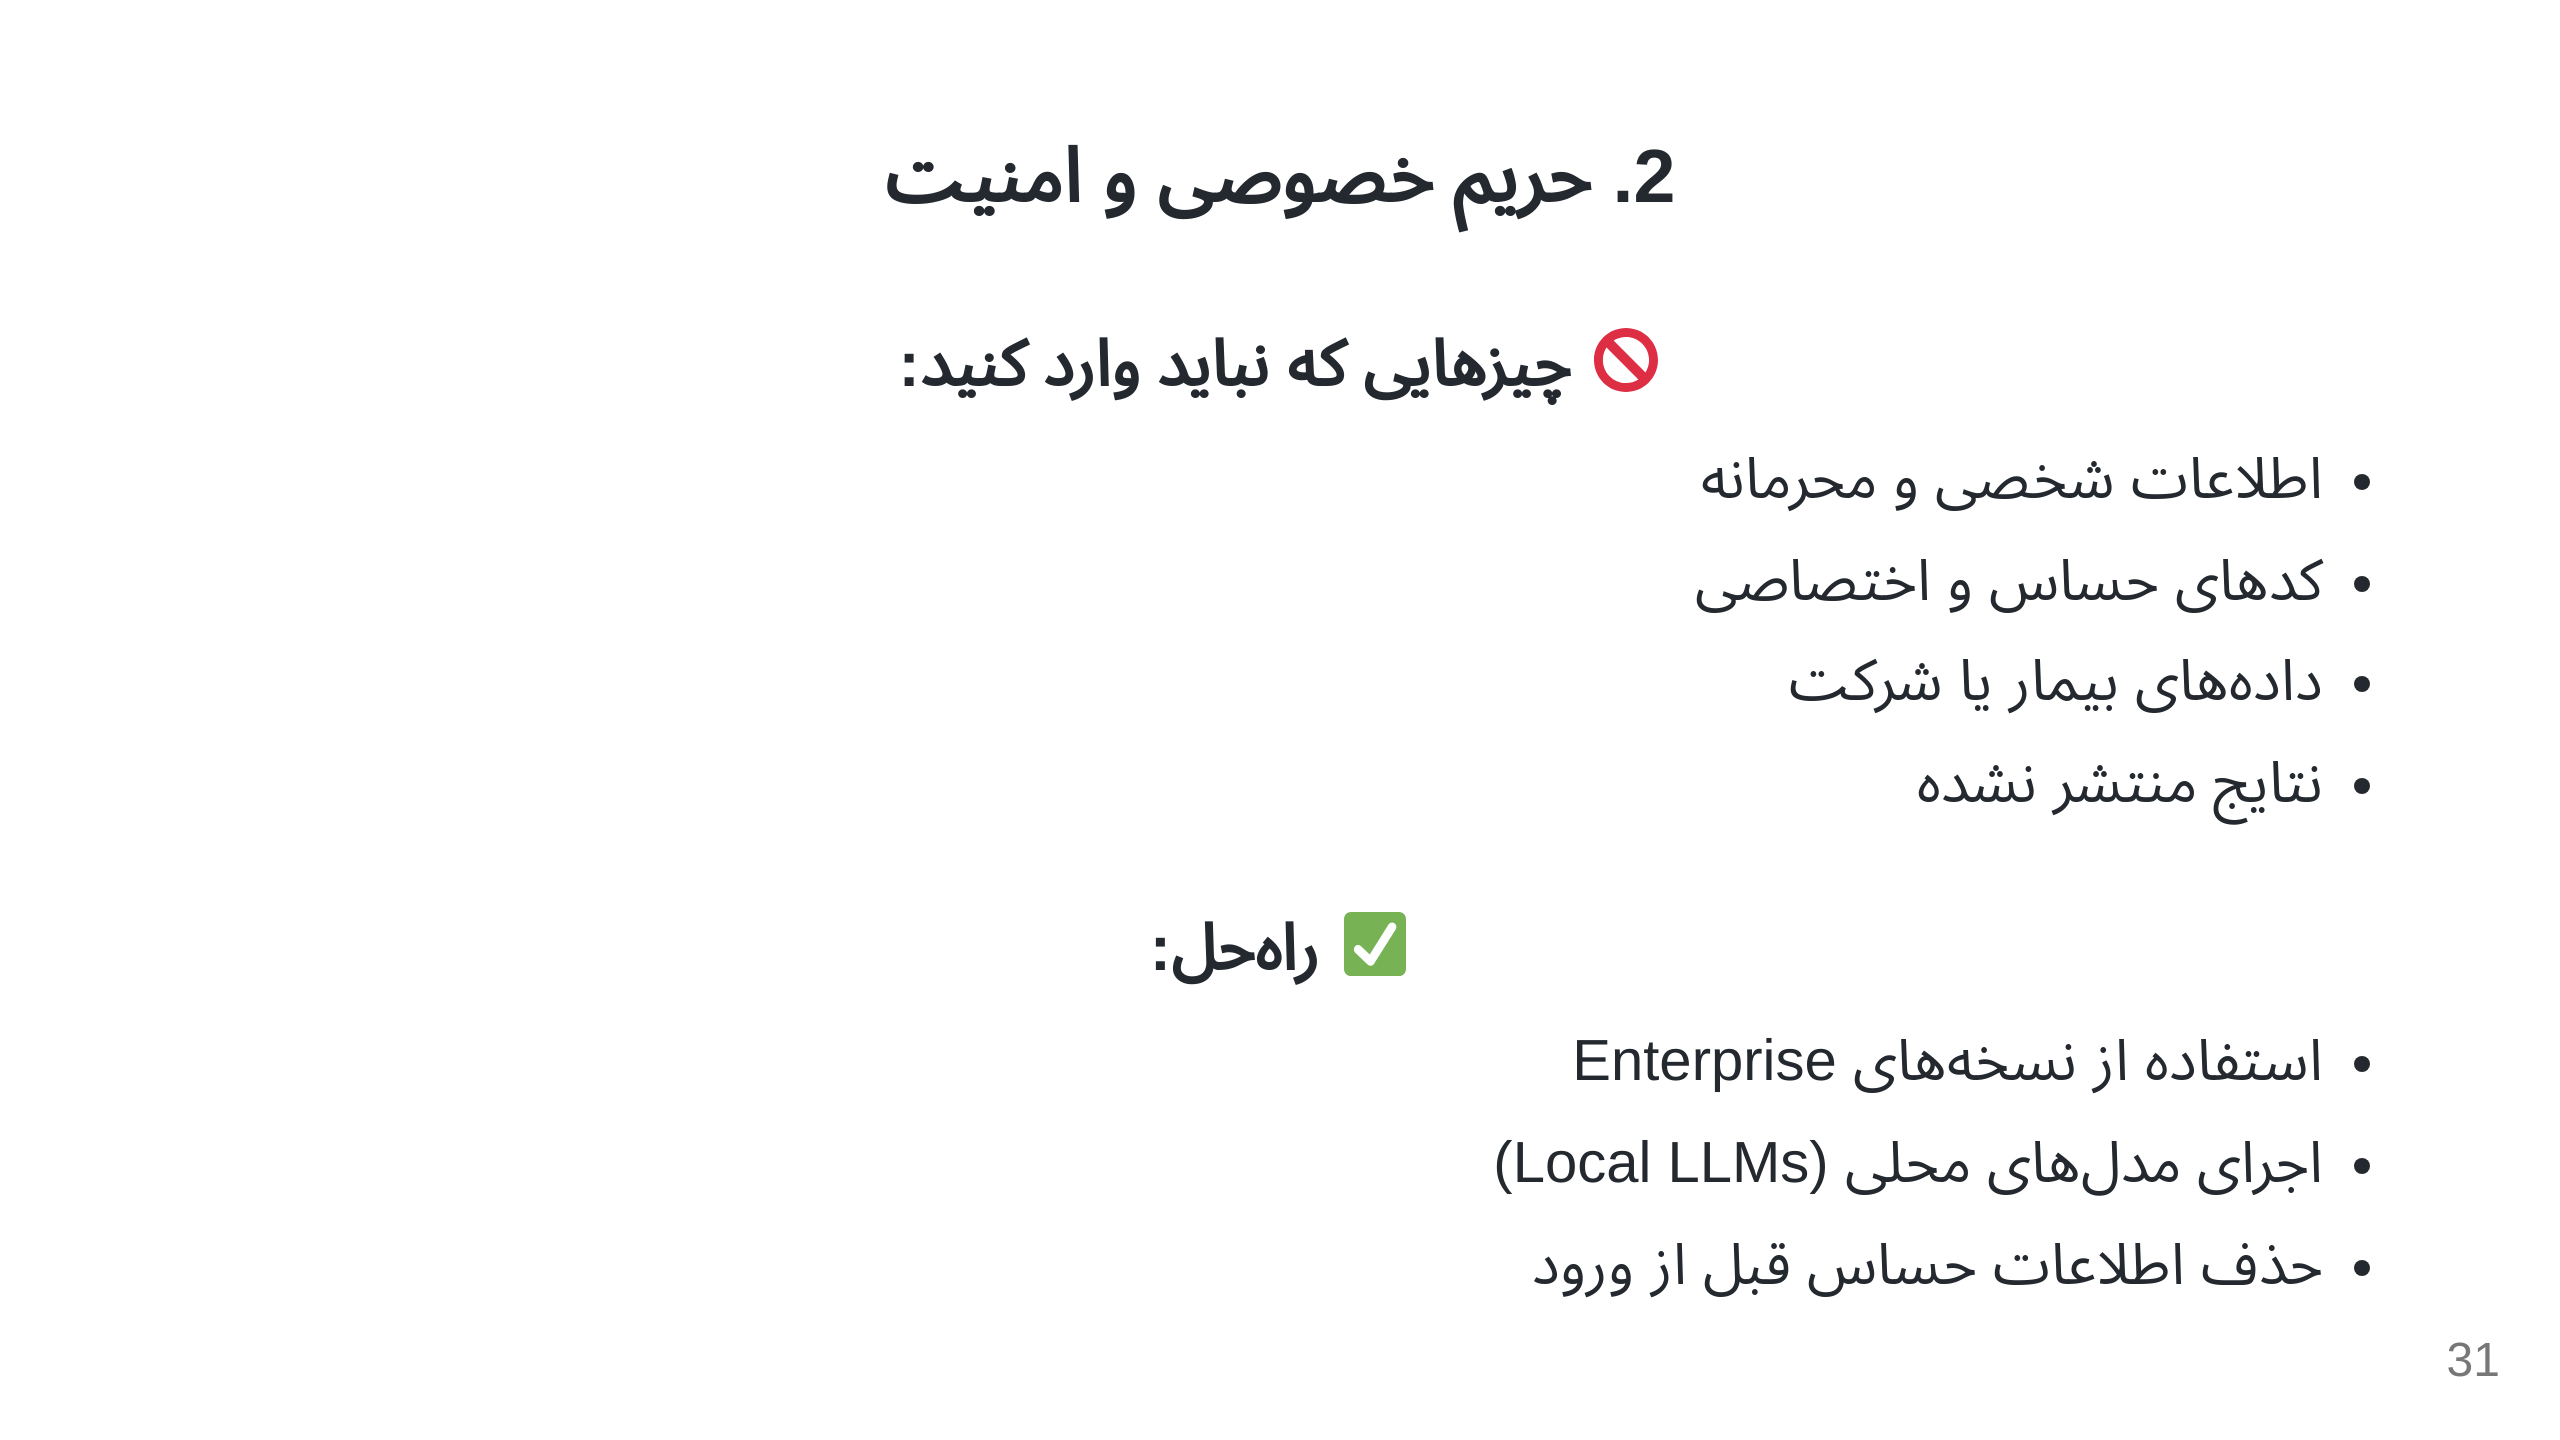 2. حریم خصوصی و امنیت
🚫 چیزهایی که نباید وارد کنید:
• اطلاعات شخصی و محرمانه
• کدهای حساس و اختصاصی
• داده‌های بیمار یا شرکت
• نتایج منتشر نشده
✅ راه‌حل:
• استفاده از نسخه‌های Enterprise
• اجرای مدل‌های محلی (Local LLMs)
• حذف اطلاعات حساس قبل از ورود
31